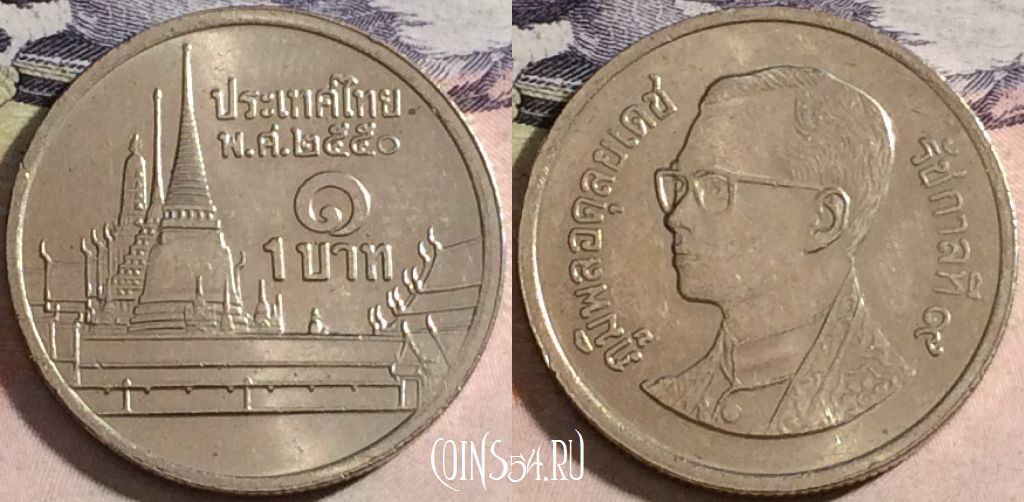 ประเทศไทย
พ.ศ.๒๕๕๐
๑
1 บาท
ภูมิพลอดุลยเดช
รัชกาลที่ ๙
COINS54.RU